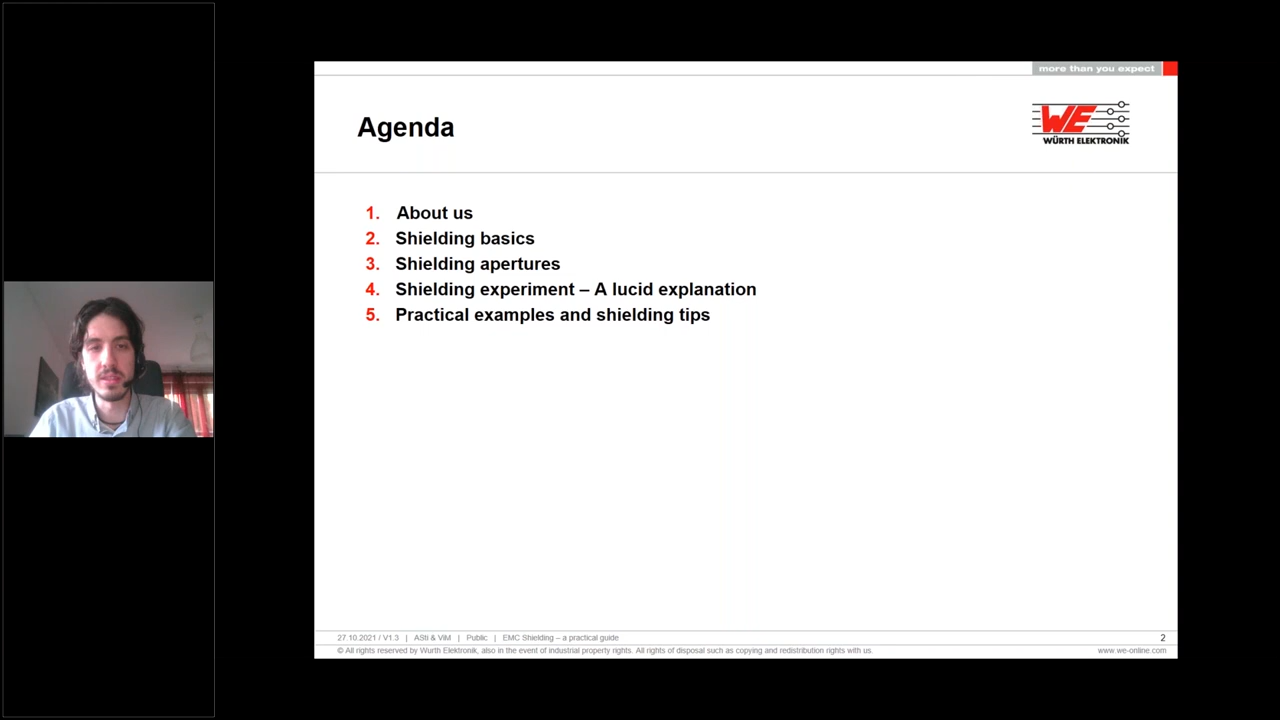 more than you expect
Agenda
WE
WÜRTH ELEKTRONIK
1. About us
2. Shielding basics
3. Shielding apertures
4. Shielding experiment – A lucid explanation
5. Practical examples and shielding tips
27.10.2021 / V1.3 | ASti & ViM | Public | EMC Shielding – a practical guide
2
© All rights reserved by Wurth Elektronik, also in the event of industrial property rights. All rights of disposal such as copying and redistribution rights with us.
www.we-online.com